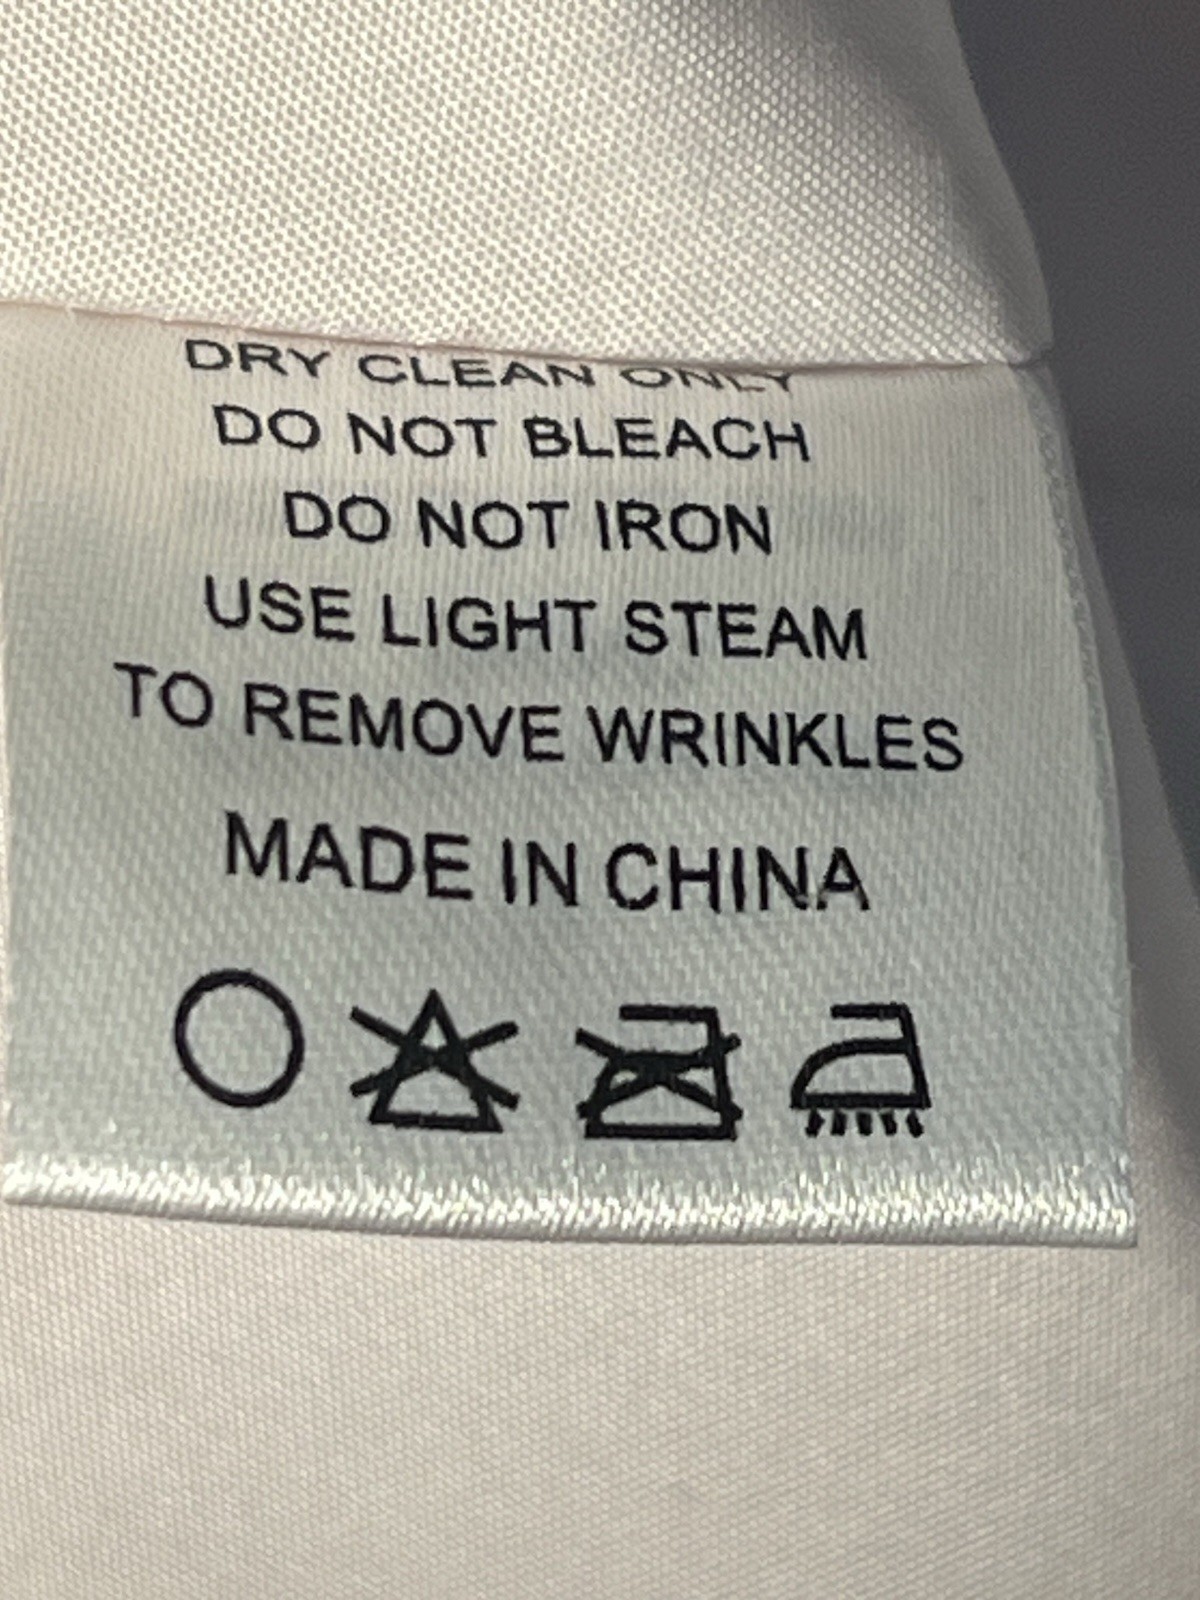 DRY CLEAN ONLY
DO NOT BLEACH
DO NOT IRON
USE LIGHT STEAM
TO REMOVE WRINKLES
MADE IN CHINA